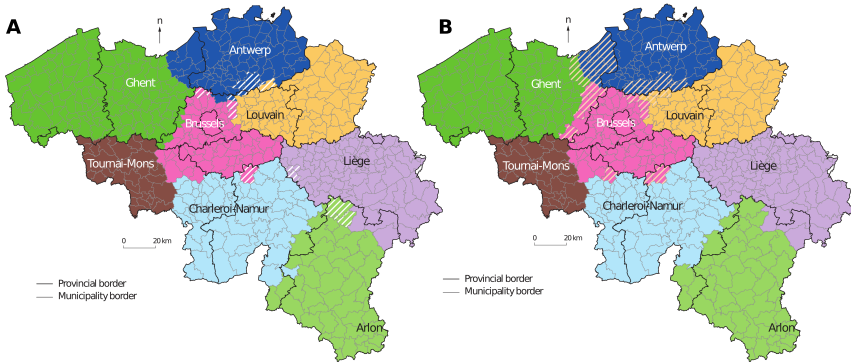 A
n
Antwerp
Ghent
Louvain
Brussels
Tournai-Mons
Liège
Charleroi-Namur
0 20 km
Provincial border
Municipality border
Arlon
B
n
Antwerp
Ghent
Louvain
Brussels
Tournai-Mons
Liège
Charleroi-Namur
0 20 km
Provincial border
Municipality border
Arlon